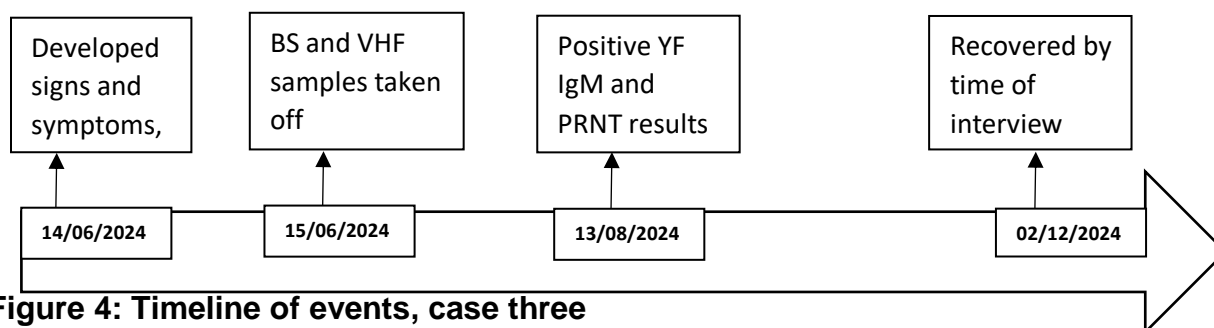 Developed
signs and
symptoms,
BS and VHF
samples taken
off
Positive YF
IgM and
PRNT results
Recovered by
time of
interview
14/06/2024
15/06/2024
13/08/2024
02/12/2024
Figure 4: Timeline of events, case three